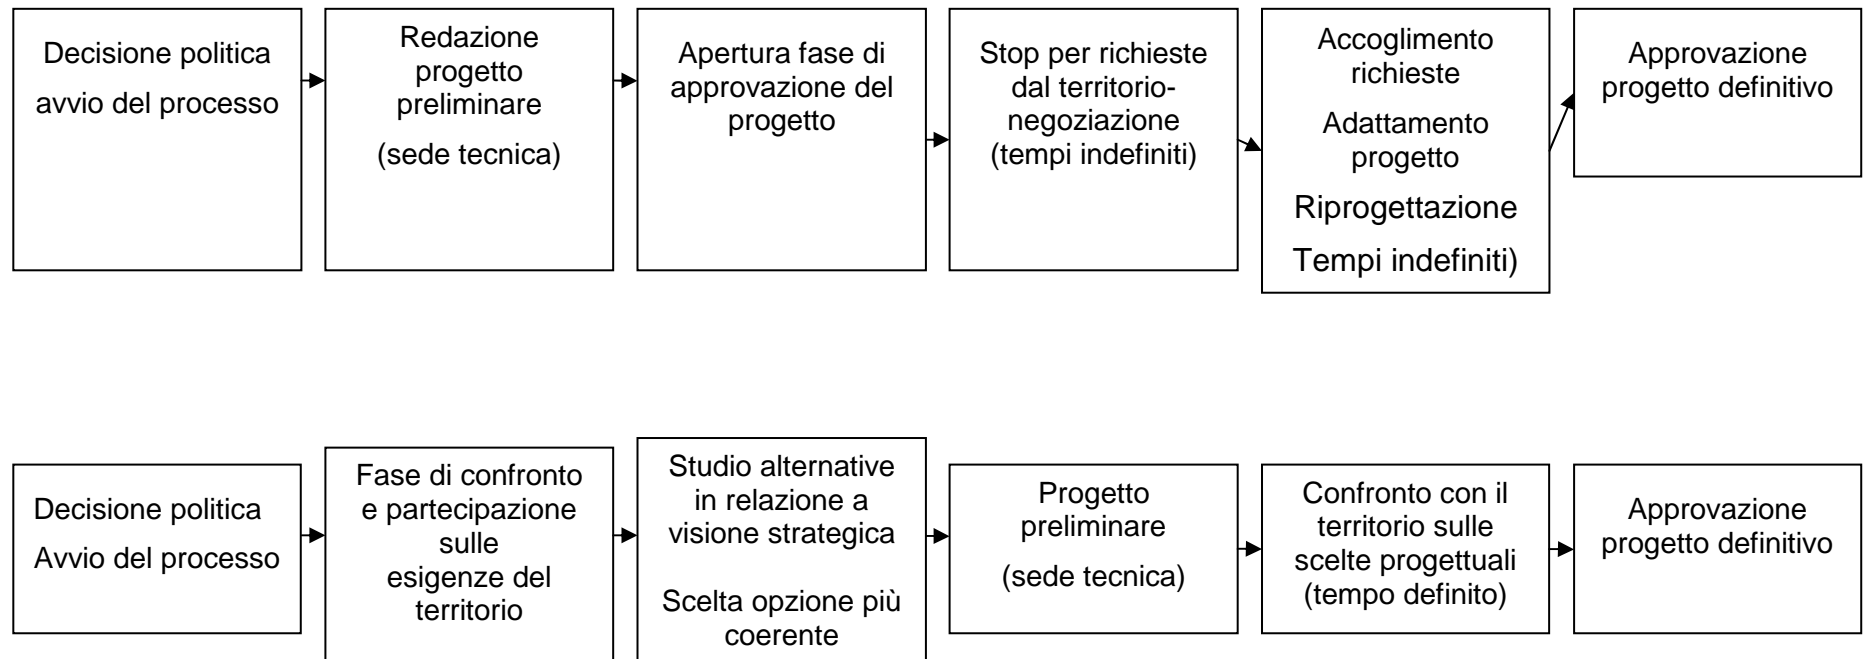 Decisione politica
avvio del processo
Redazione
progetto
preliminare
(sede tecnica)
Apertura fase di
approvazione del
progetto
Stop per richieste
dal territorio-
negoziazione
(tempi indefiniti)
Accoglimento
richieste
Adattamento
progetto
Riprogettazione
Tempi indefiniti)
Approvazione
progetto definitivo
Decisione politica
Avvio del processo
Fase di confronto
e partecipazione
sulle
esigenze del
territorio
Studio alternative
in relazione a
visione strategica
Scelta opzione più
coerente
Progetto
preliminare
(sede tecnica)
Confronto con il
territorio sulle
scelte progettuali
(tempo definito)
Approvazione
progetto definitivo